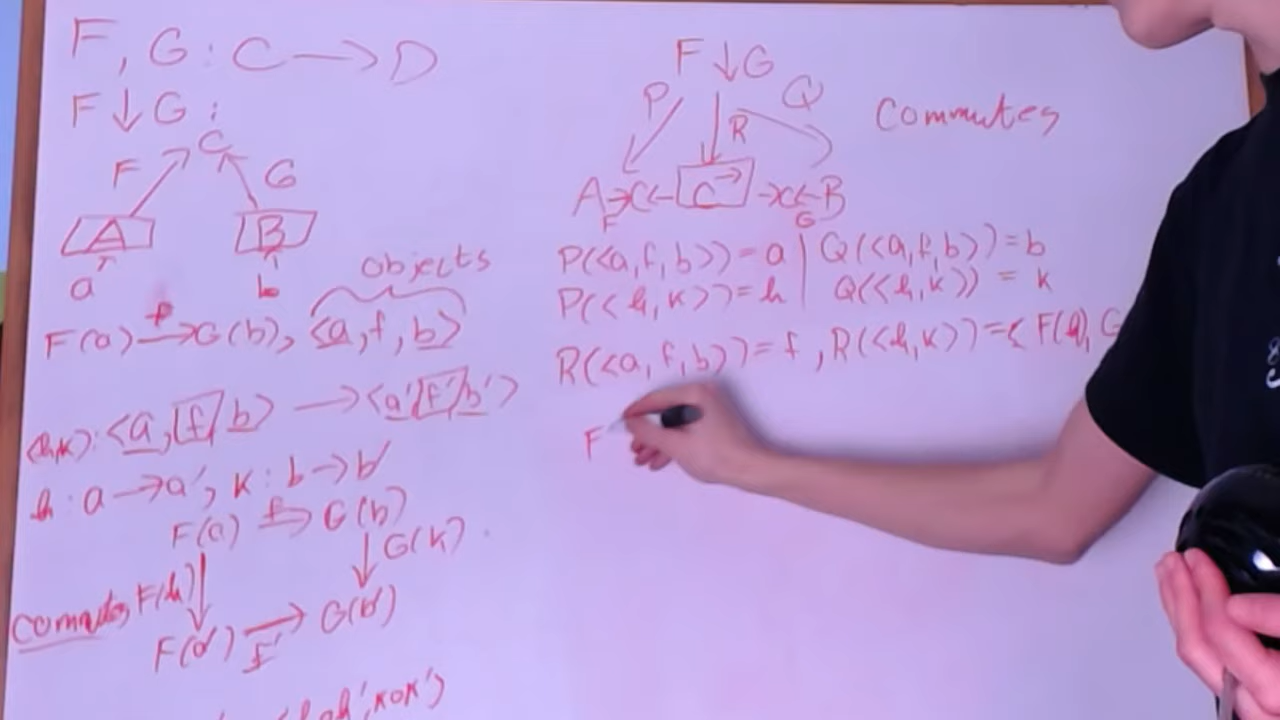 F, G : C → D
F ↓ G :
C
F G
A B
a b
objects
F(a) →f G(b), <a, f, b>
<h,k>: <a, f, b> → <a', f', b'>
h : a → a', k : b → b'
F(a) →f G(b)
↓ G(k)
commutes F(h)
F(a') →f' G(b')
k∘k'>
F ↓ G
P R Q
commutes
A → C ← C^→ → C ← B
F G
P(<a, f, b>) = a | Q(<a, f, b>) = b
P(<h, k>) = h | Q(<h, k>) = k
R(<a, f, b>) = f, R(<h, k>) = < F(h), G
F